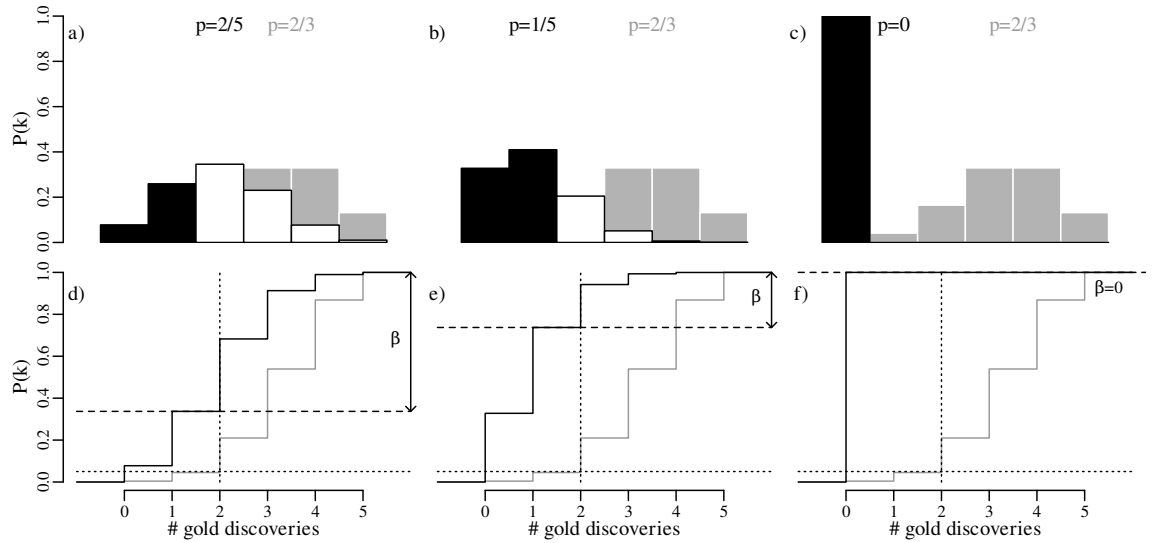 a) p=2/5 p=2/3
b) p=1/5 p=2/3
c) p=0 p=2/3
P(k)
0.0 0.2 0.4 0.6 0.8 1.0
d) β
e) β
f) β=0
P(k)
0.0 0.2 0.4 0.6 0.8 1.0
0 1 2 3 4 5
# gold discoveries
0 1 2 3 4 5
# gold discoveries
0 1 2 3 4 5
# gold discoveries